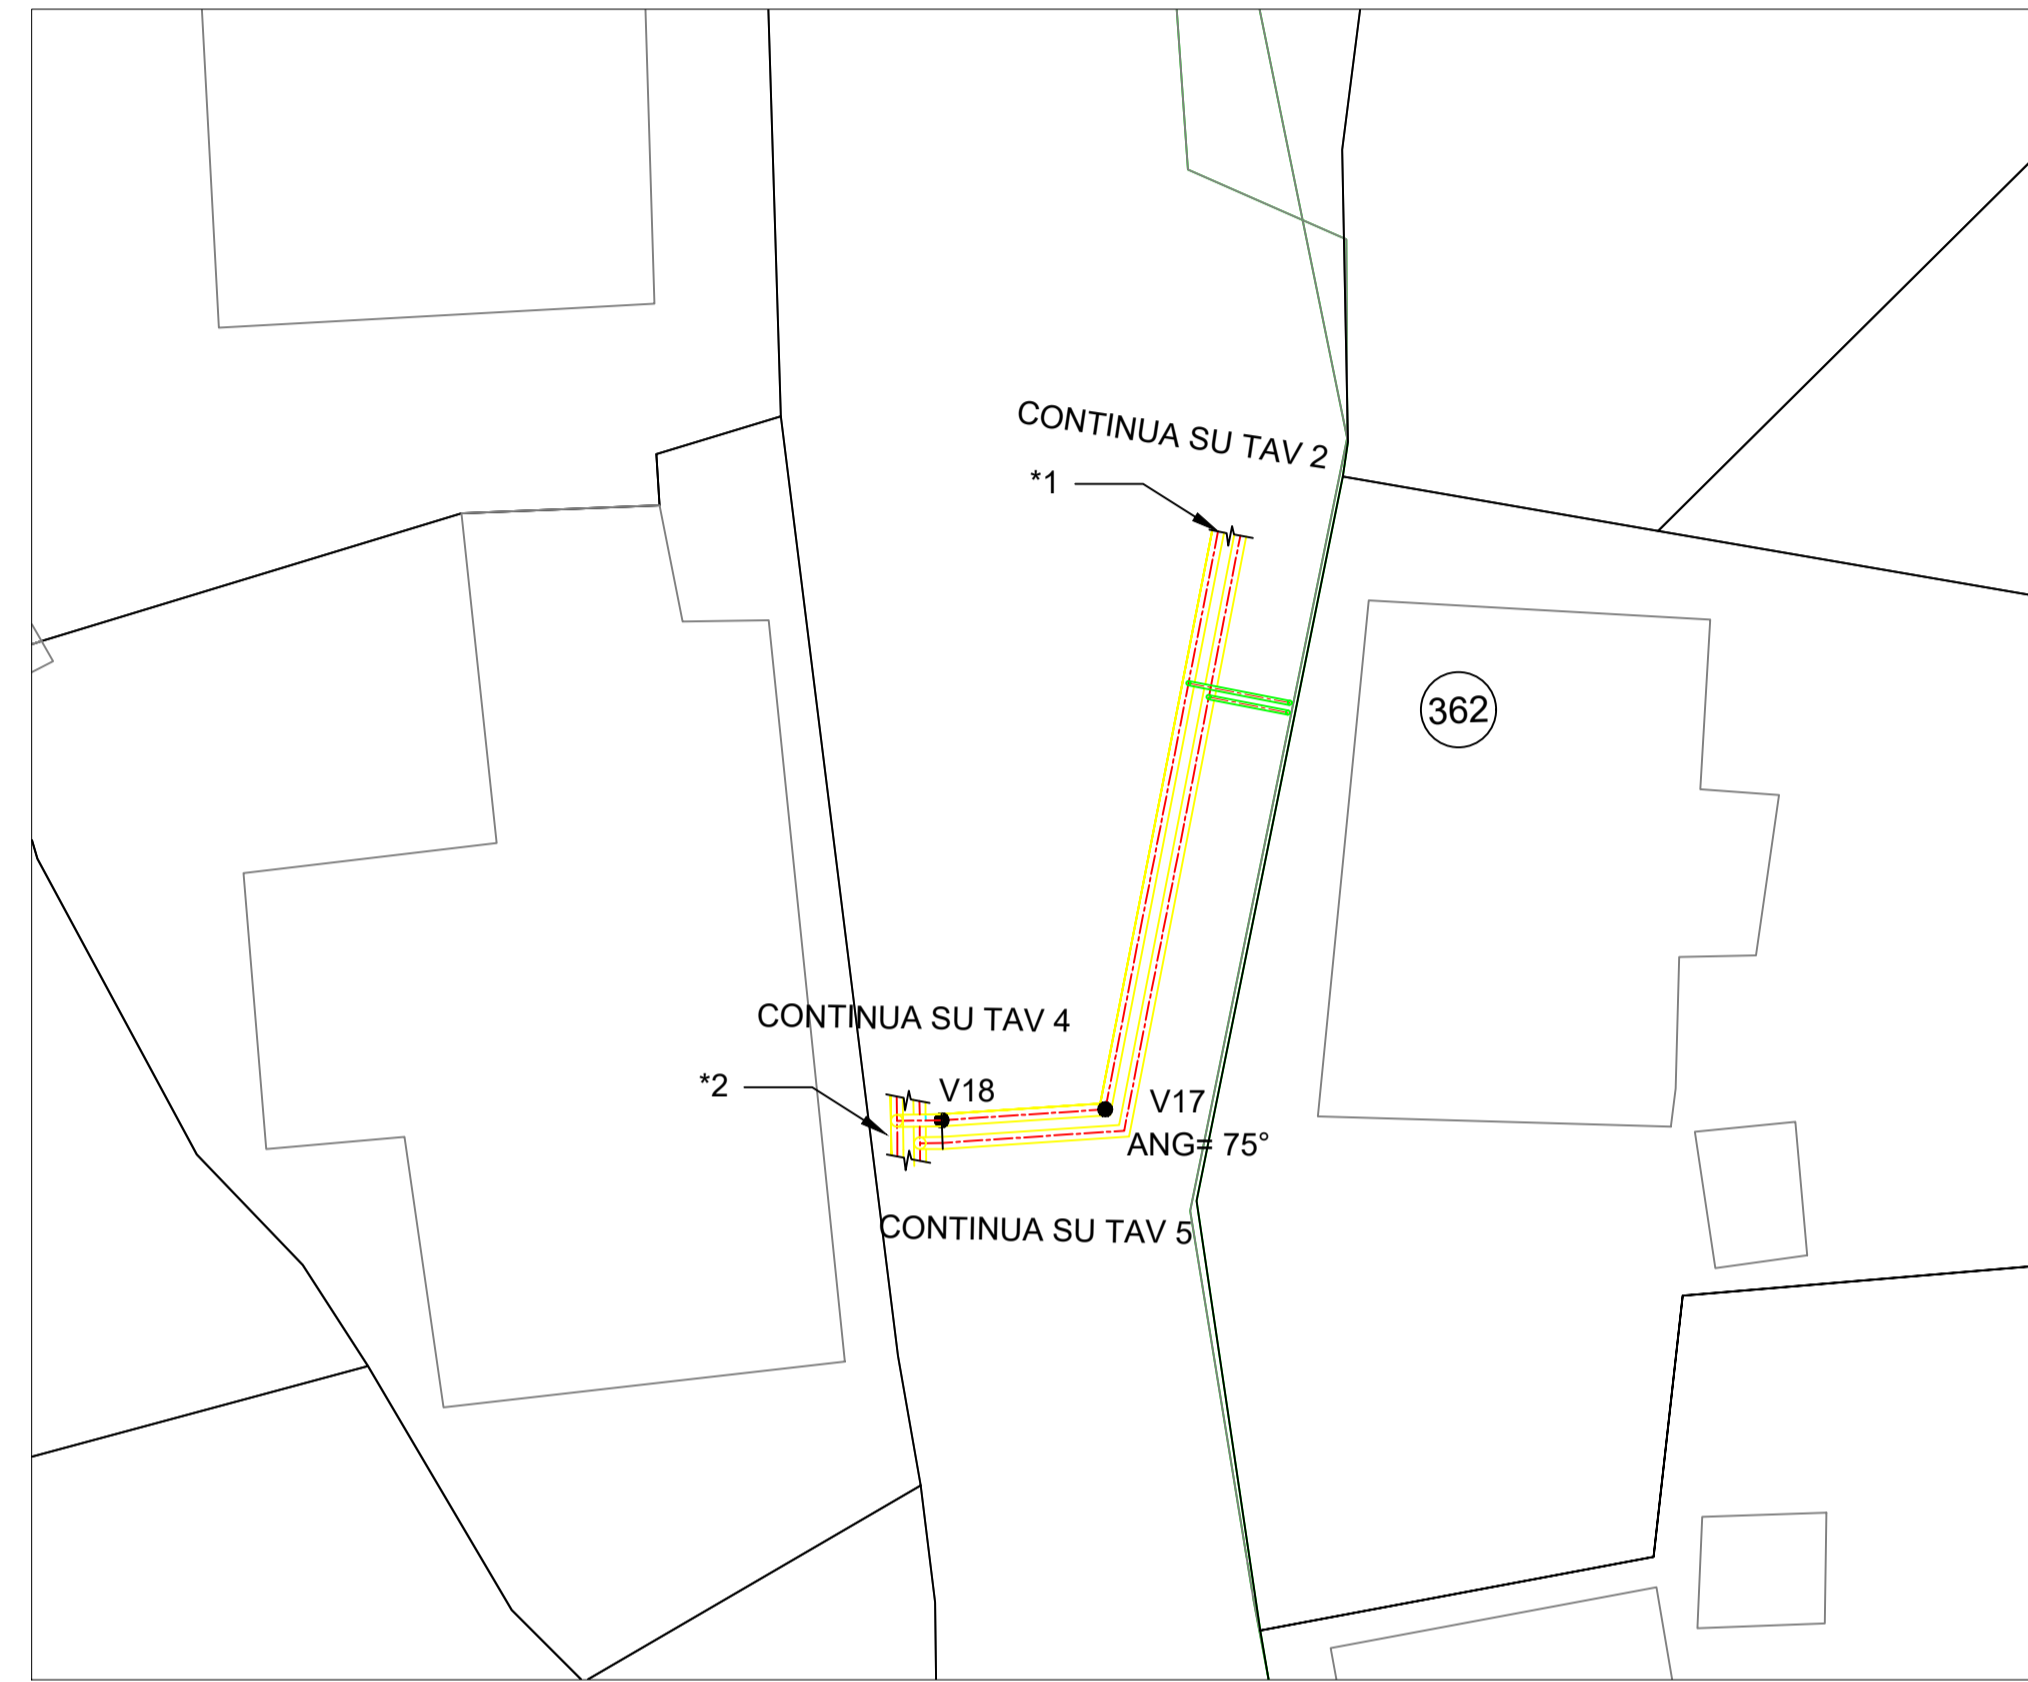 CONTINUA SU TAV 2
*1
362
CONTINUA SU TAV 4
*2
V18
V17
ANG= 75°
CONTINUA SU TAV 5